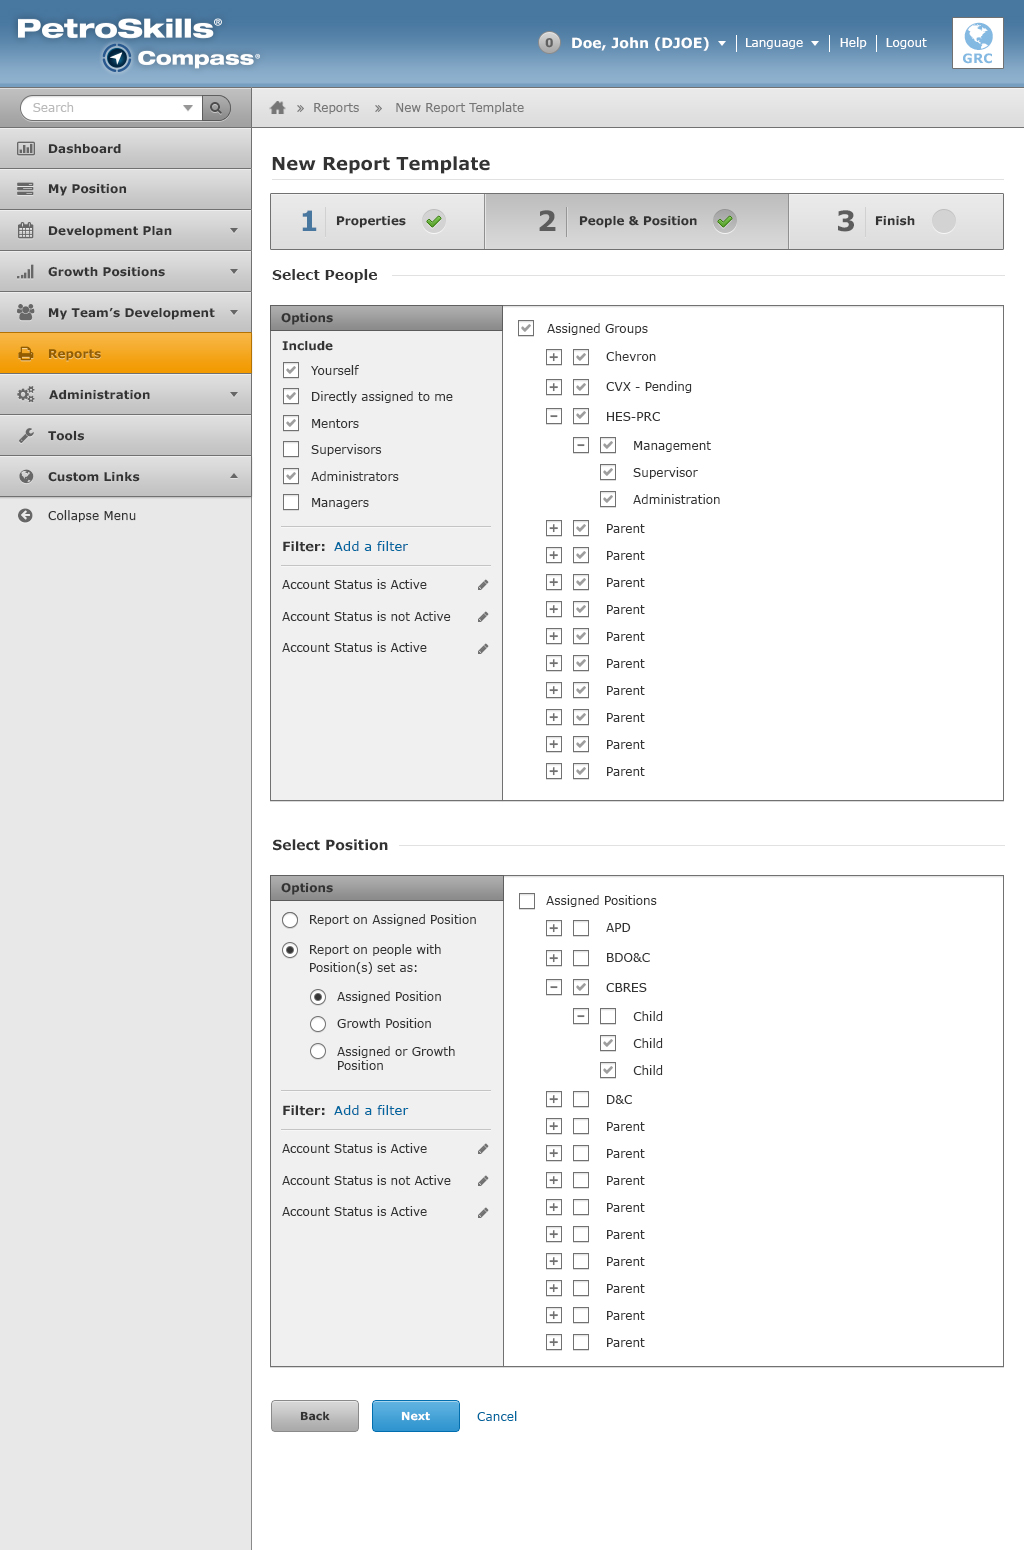 PetroSkills®
Compass®
0 Doe, John (DJOE) Language Help Logout
GRC
Search
» Reports » New Report Template
Dashboard
My Position
Development Plan
Growth Positions
My Team’s Development
Reports
Administration
Tools
Custom Links
Collapse Menu
New Report Template
1 Properties
2 People & Position
3 Finish
Select People
Options
Include
Yourself
Directly assigned to me
Mentors
Supervisors
Administrators
Managers
Filter: Add a filter
Account Status is Active
Account Status is not Active
Account Status is Active
Assigned Groups
Chevron
CVX - Pending
HES-PRC
Management
Supervisor
Administration
Parent
Parent
Parent
Parent
Parent
Parent
Parent
Parent
Parent
Parent
Select Position
Options
Report on Assigned Position
Report on people with
Position(s) set as:
Assigned Position
Growth Position
Assigned or Growth
Position
Filter: Add a filter
Account Status is Active
Account Status is not Active
Account Status is Active
Assigned Positions
APD
BDO&C
CBRES
Child
Child
Child
D&C
Parent
Parent
Parent
Parent
Parent
Parent
Parent
Parent
Parent
Back Next Cancel